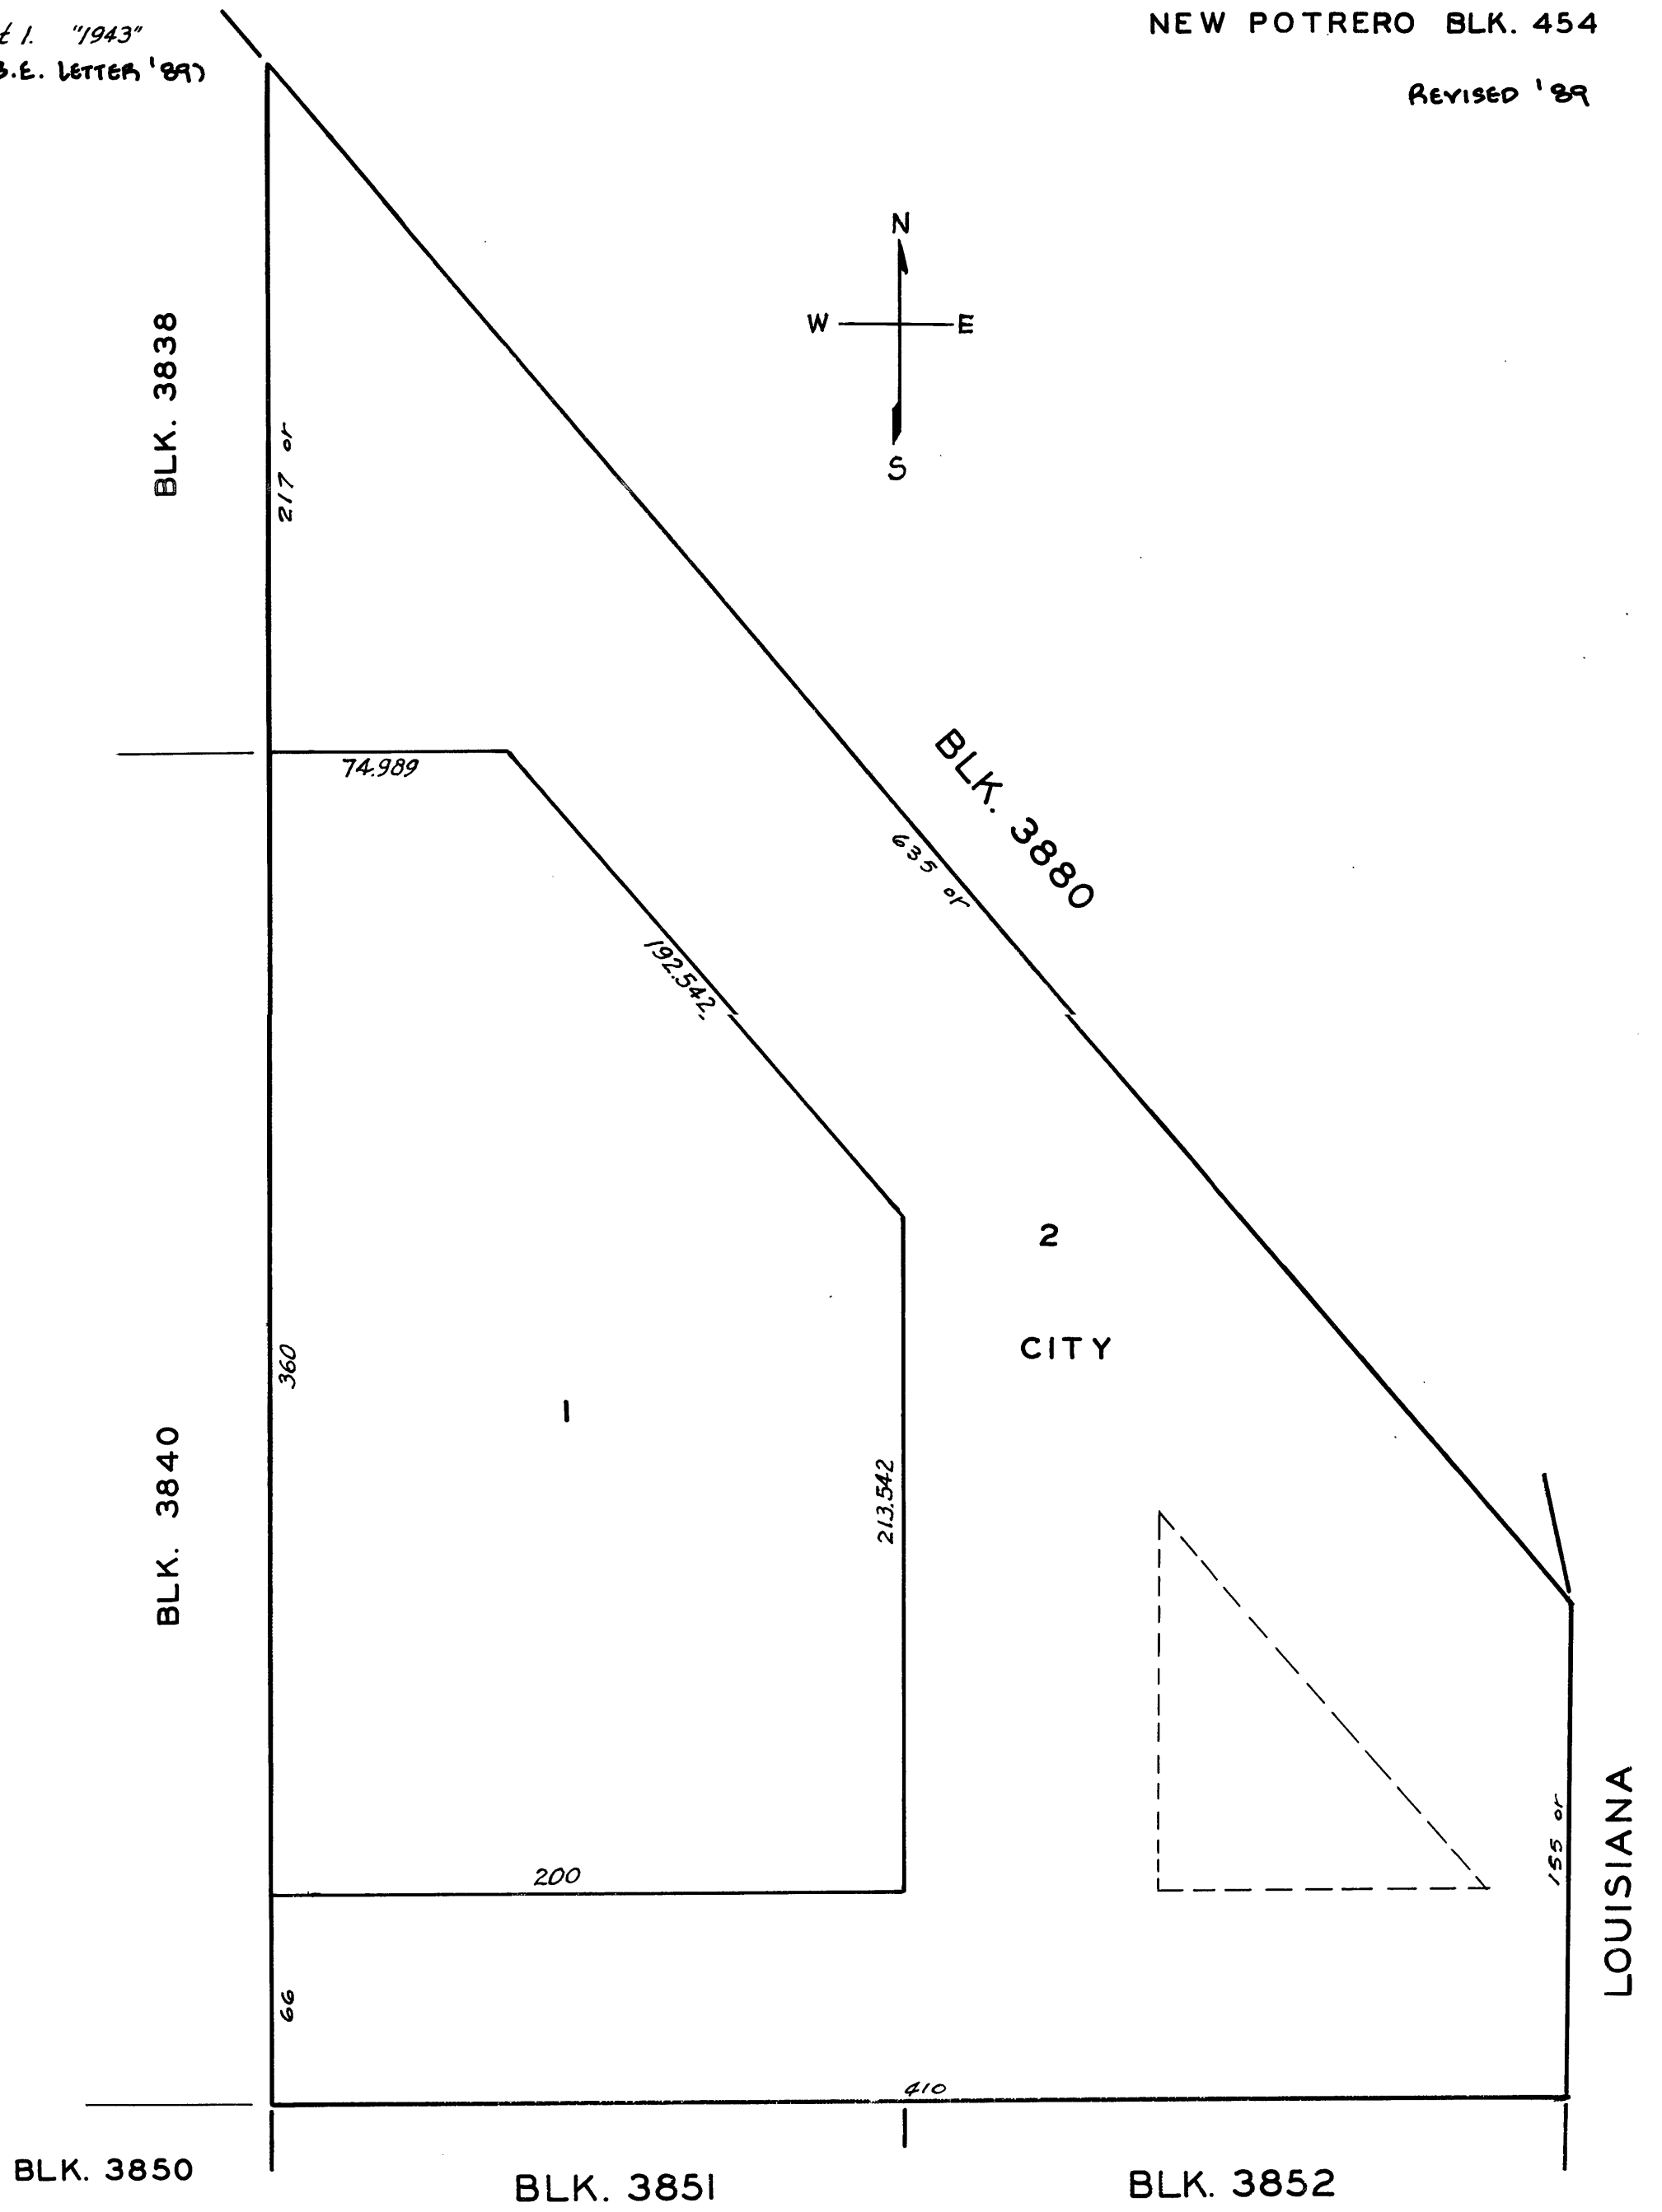 1. "1943"
LETTER '89)
NEW POTRERO BLK. 454
REVISED '89
N
W E
S
BLK. 3838
217 or
74.989
BLK. 3880
635 or
192.542
2
CITY
360
1
BLK. 3840
213.542
200
155 or
LOUISIANA
66
410
BLK. 3850
BLK. 3851
BLK. 3852